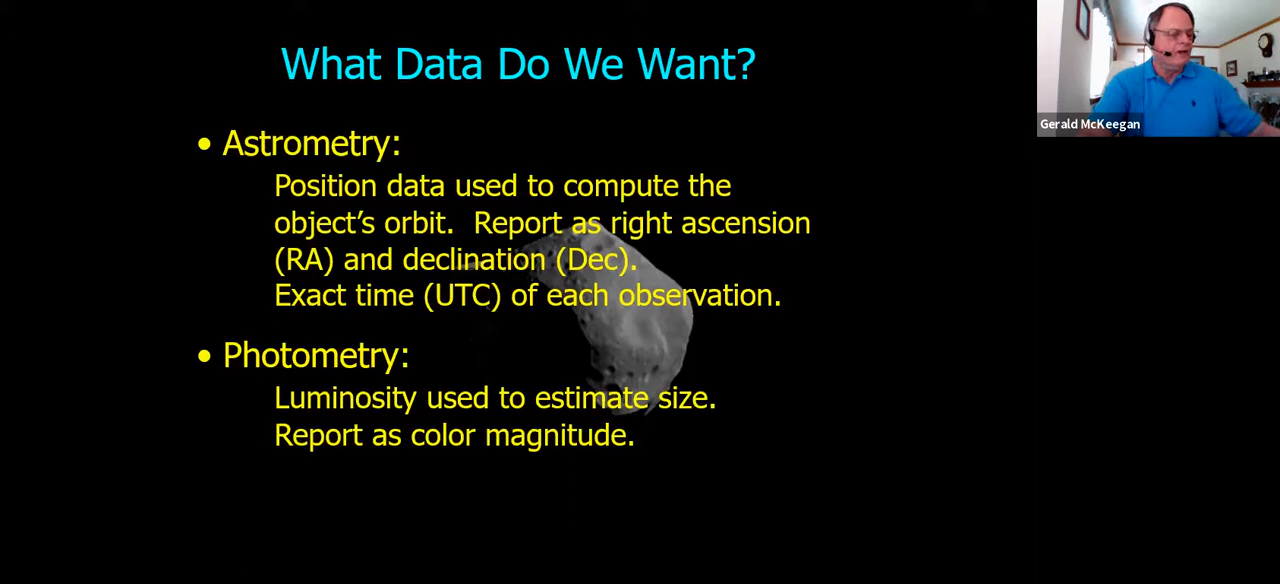 What Data Do We Want?
• Astrometry:
Position data used to compute the
object’s orbit.  Report as right ascension
(RA) and declination (Dec).
Exact time (UTC) of each observation.
• Photometry:
Luminosity used to estimate size.
Report as color magnitude.
Gerald McKeegan